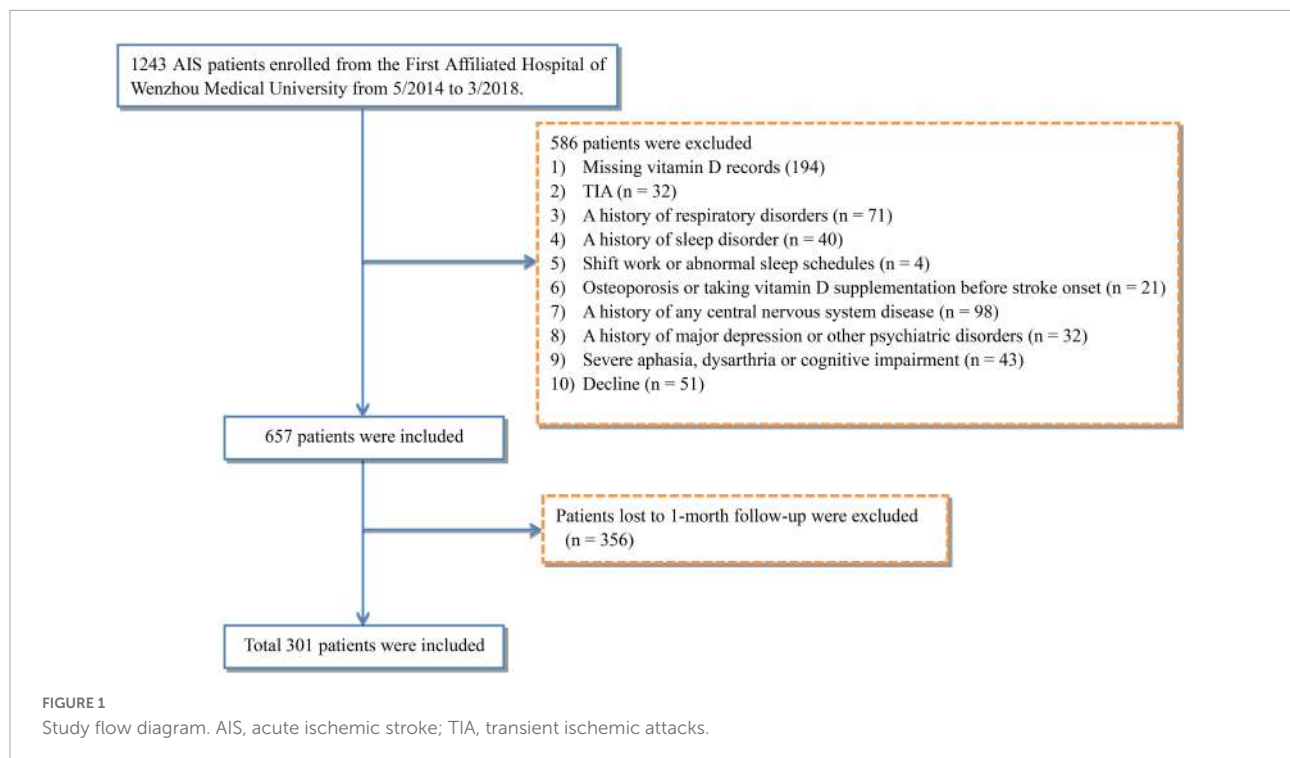 1243 AIS patients enrolled from the First Affiliated Hospital of
Wenzhou Medical University from 5/2014 to 3/2018.
586 patients were excluded
1) Missing vitamin D records (194)
2) TIA (n = 32)
3) A history of respiratory disorders (n = 71)
4) A history of sleep disorder (n = 40)
5) Shift work or abnormal sleep schedules (n = 4)
6) Osteoporosis or taking vitamin D supplementation before stroke onset (n = 21)
7) A history of any central nervous system disease (n = 98)
8) A history of major depression or other psychiatric disorders (n = 32)
9) Severe aphasia, dysarthria or cognitive impairment (n = 43)
10) Decline (n = 51)
657 patients were included
Patients lost to 1-morth follow-up were excluded
(n = 356)
Total 301 patients were included
FIGURE 1
Study flow diagram. AIS, acute ischemic stroke; TIA, transient ischemic attacks.